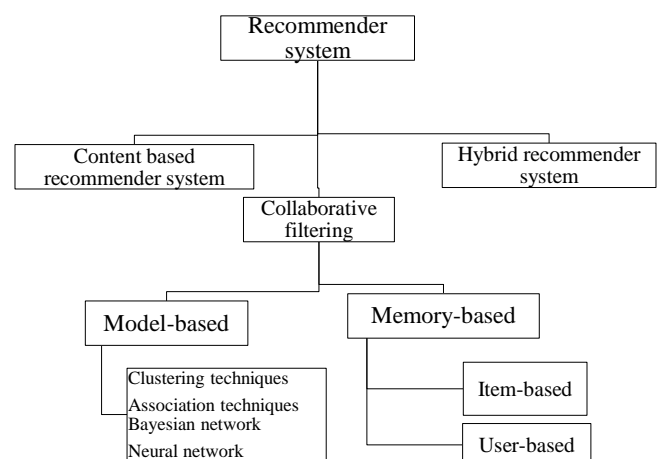 Recommender
system
Content based
recommender system
Hybrid recommender
system
Collaborative
filtering
Model-based
Memory-based
Clustering techniques
Association techniques
Bayesian network
Neural network
Item-based
User-based